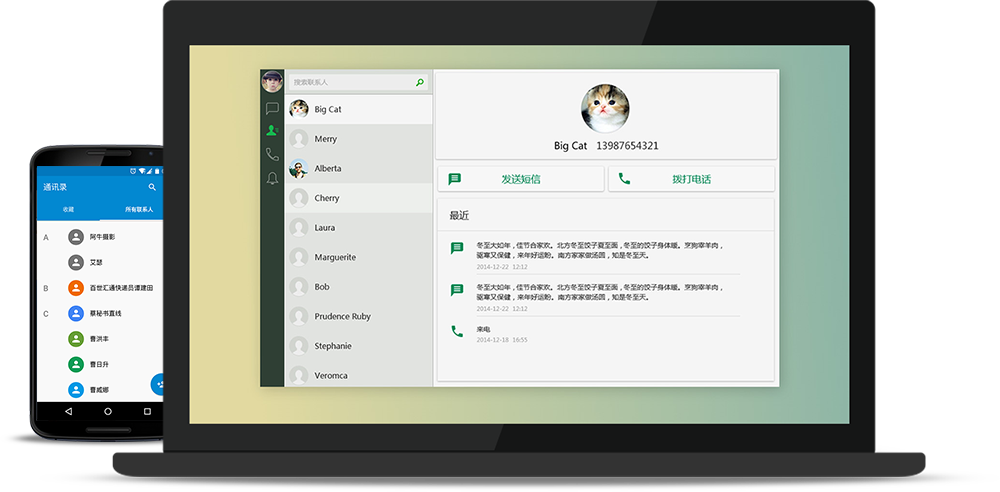 通讯录
收藏
所有联系人
A
阿牛摄影
艾瑟
B
百世汇通快递员谭建田
C
蔡秘书直线
曹洪丰
曹日升
曹威娜
搜索联系人
Big Cat
Merry
Alberta
Cherry
Laura
Marguerite
Bob
Prudence Ruby
Stephanie
Veromca
Big Cat 13987654321
发送短信
拨打电话
最近
冬至大如年，佳节合家欢。北方冬至饺子夏至面，冬至的饺子身体暖。烹狗宰羊肉，
驱寒又保健，来年好运盼。南方家家做汤圆，知是冬至天。
2014-12-22 12:12
冬至大如年，佳节合家欢。北方冬至饺子夏至面，冬至的饺子身体暖。烹狗宰羊肉，
驱寒又保健，来年好运盼。南方家家做汤圆，知是冬至天。
2014-12-22 12:12
来电
2014-12-18 16:55